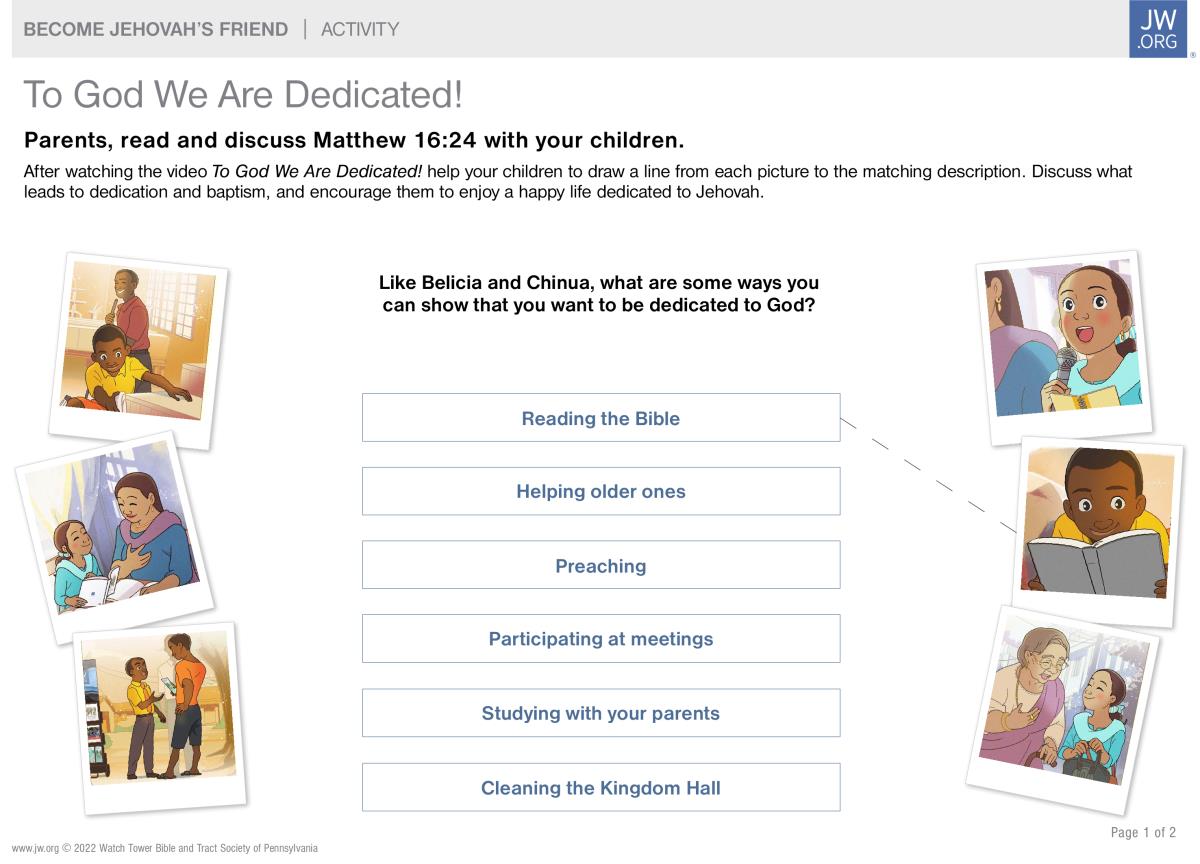 BECOME JEHOVAH'S FRIEND | ACTIVITY
JW
.ORG
®
To God We Are Dedicated!
Parents, read and discuss Matthew 16:24 with your children.
After watching the video To God We Are Dedicated! help your children to draw a line from each picture to the matching description. Discuss what
leads to dedication and baptism, and encourage them to enjoy a happy life dedicated to Jehovah.
Like Belicia and Chinua, what are some ways you
can show that you want to be dedicated to God?
Reading the Bible
Helping older ones
Preaching
Participating at meetings
Studying with your parents
Cleaning the Kingdom Hall
Page 1 of 2
www.jw.org © 2022 Watch Tower Bible and Tract Society of Pennsylvania